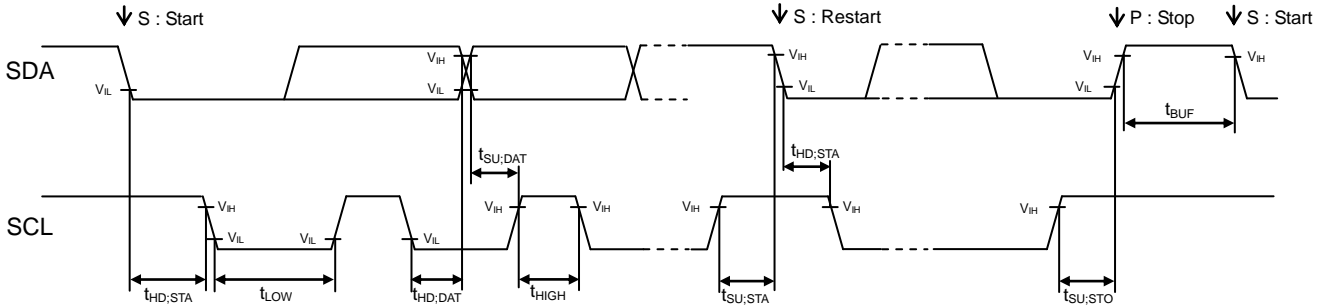 S : Start
S : Restart
P : Stop
S : Start
SDA
VIL
VIH
VIL
VIH
VIL
VIL
VIH
VIH
tBUF
tSU;DAT
tHD;STA
SCL
VIH
VIL
VIL
VIL
VIH
VIH
VIH
VIH
VIH
tHD;STA
tLOW
tHD;DAT
tHIGH
tSU;STA
tSU;STO